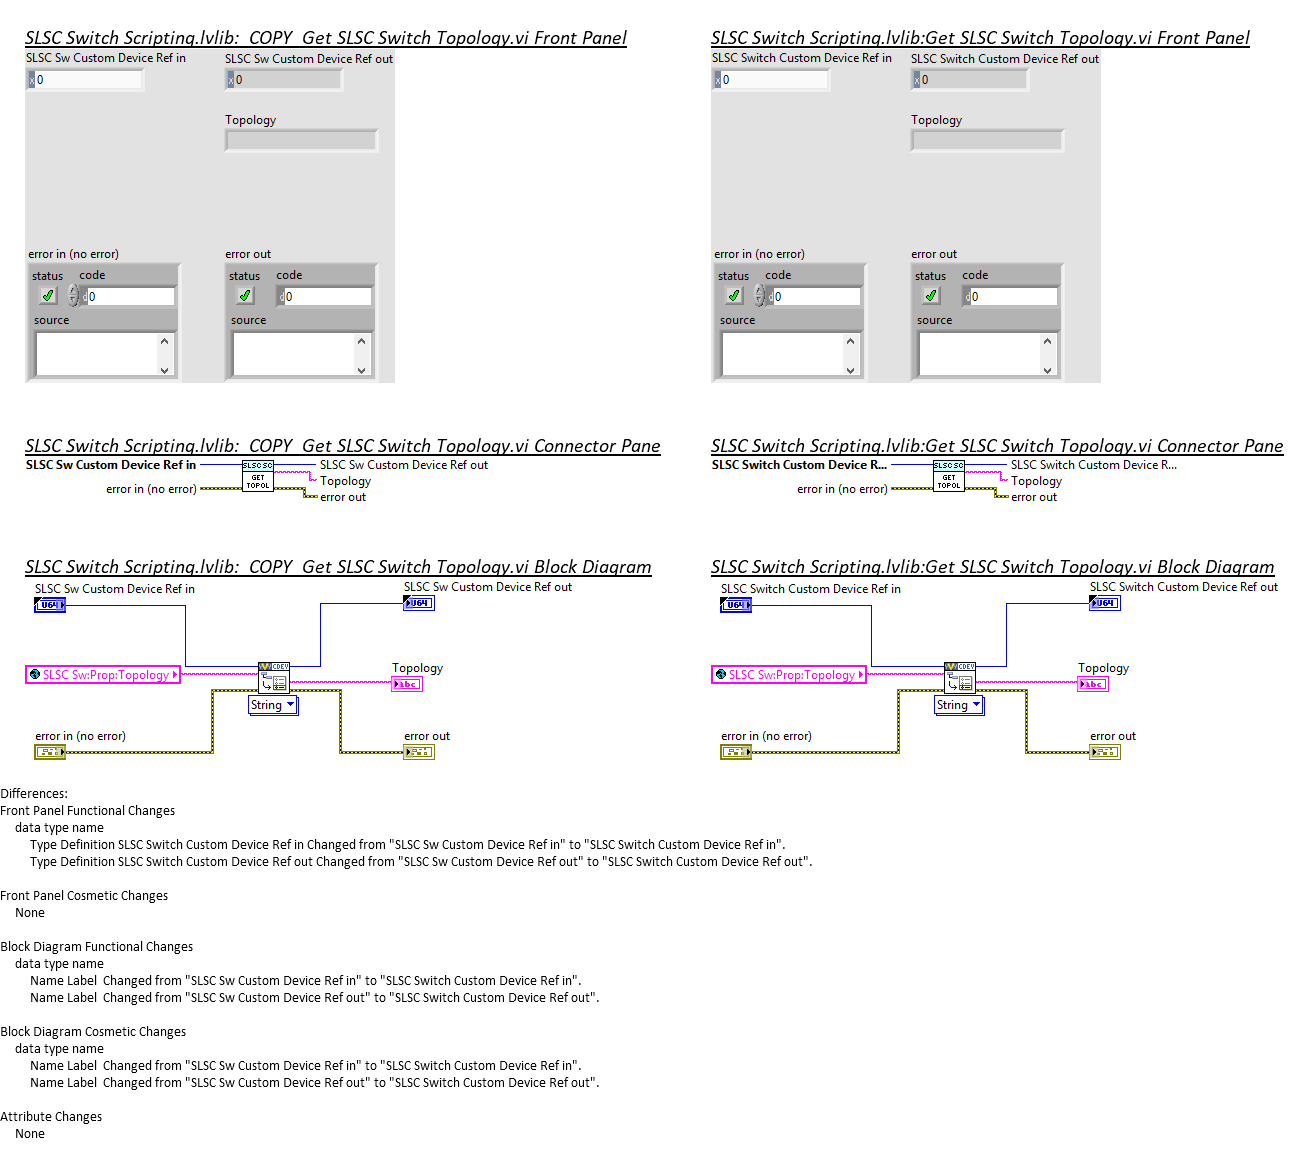 SLSC Switch Scripting.lvlib:_COPY_Get SLSC Switch Topology.vi Front Panel
SLSC Sw Custom Device Ref in
SLSC Sw Custom Device Ref out
x 0
x 0
Topology
error in (no error)
error out
status
code
status
code
d 0
d 0
source
source
SLSC Switch Scripting.lvlib:Get SLSC Switch Topology.vi Front Panel
SLSC Switch Custom Device Ref in
SLSC Switch Custom Device Ref out
x 0
x 0
Topology
error in (no error)
error out
status
code
status
code
d 0
d 0
source
source
SLSC Switch Scripting.lvlib:_COPY_Get SLSC Switch Topology.vi Connector Pane
SLSC Sw Custom Device Ref in
SLSC SC
SLSC Sw Custom Device Ref out
GET
TOPOL
Topology
error in (no error)
error out
SLSC Switch Scripting.lvlib:Get SLSC Switch Topology.vi Connector Pane
SLSC Switch Custom Device R...
SLSC SC
SLSC Switch Custom Device R...
GET
TOPOL
Topology
error in (no error)
error out
SLSC Switch Scripting.lvlib:_COPY_Get SLSC Switch Topology.vi Block Diagram
SLSC Sw Custom Device Ref in
SLSC Sw Custom Device Ref out
U64
U64
SLSC Sw:Prop:Topology
CDEV
Topology
abc
String
error in (no error)
error out
SLSC Switch Scripting.lvlib:Get SLSC Switch Topology.vi Block Diagram
SLSC Switch Custom Device Ref in
SLSC Switch Custom Device Ref out
U64
U64
SLSC Sw:Prop:Topology
CDEV
Topology
abc
String
error in (no error)
error out
Differences:
Front Panel Functional Changes
data type name
Type Definition SLSC Switch Custom Device Ref in Changed from "SLSC Sw Custom Device Ref in" to "SLSC Switch Custom Device Ref in".
Type Definition SLSC Switch Custom Device Ref out Changed from "SLSC Sw Custom Device Ref out" to "SLSC Switch Custom Device Ref out".
Front Panel Cosmetic Changes
None
Block Diagram Functional Changes
data type name
Name Label  Changed from "SLSC Sw Custom Device Ref in" to "SLSC Switch Custom Device Ref in".
Name Label  Changed from "SLSC Sw Custom Device Ref out" to "SLSC Switch Custom Device Ref out".
Block Diagram Cosmetic Changes
data type name
Name Label  Changed from "SLSC Sw Custom Device Ref in" to "SLSC Switch Custom Device Ref in".
Name Label  Changed from "SLSC Sw Custom Device Ref out" to "SLSC Switch Custom Device Ref out".
Attribute Changes
None